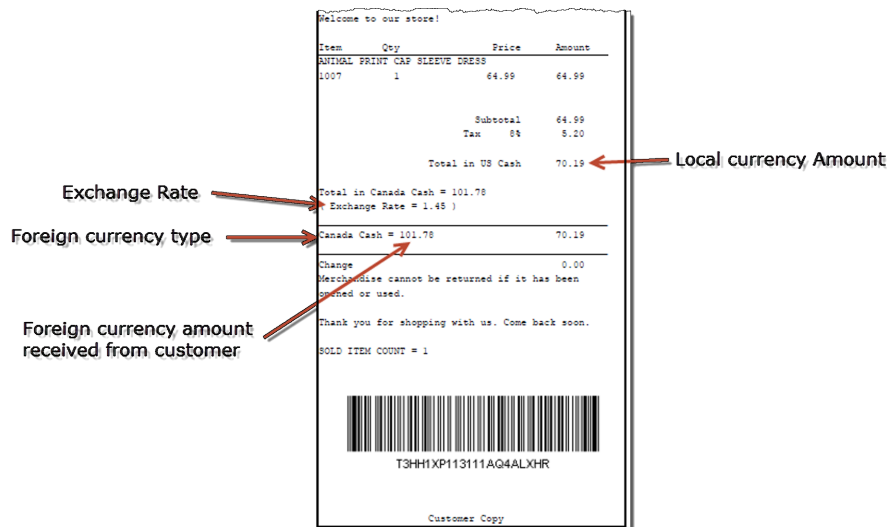 Welcome to our store!
Item Qty Price Amount
ANIMAL PRINT CAP SLEEVE DRESS
1007 1 64.99 64.99
Subtotal 64.99
Tax 8% 5.20
Total in US Cash 70.19
Local currency Amount
Total in Canada Cash = 101.78
Exchange Rate
( Exchange Rate = 1.45 )
Foreign currency type
Canada Cash = 101.78 70.19
Change 0.00
Merchandise cannot be returned if it has been
opened or used.
Foreign currency amount
received from customer
Thank you for shopping with us. Come back soon.
SOLD ITEM COUNT = 1
T3HH1XP113111AQ4ALXHR
Customer Copy